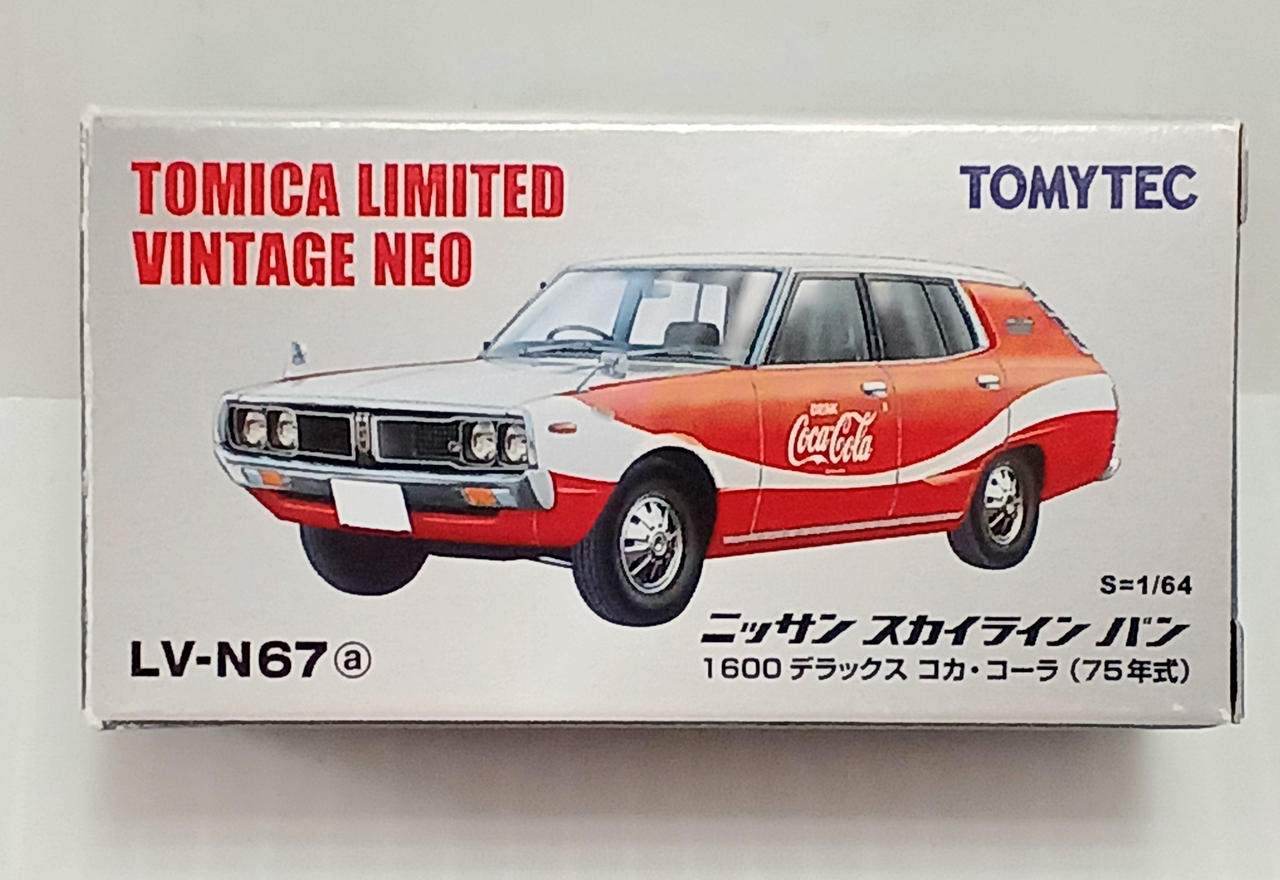 TOMICA LIMITED
VINTAGE NEO
TOMYTEC
DRINK
Coca-Cola
S=1/64
LV-N67ⓐ
ニッサン スカイライン バン
1600 デラックス コカ・コーラ（75年式）